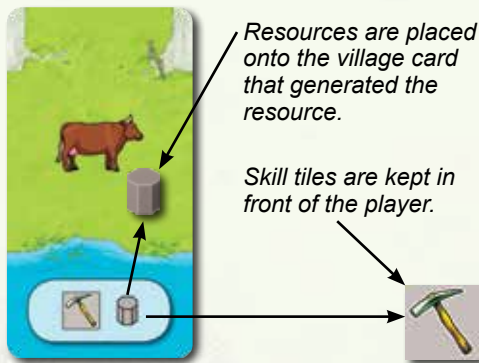 Resources are placed
onto the village card
that generated the
resource.
Skill tiles are kept in
front of the player.